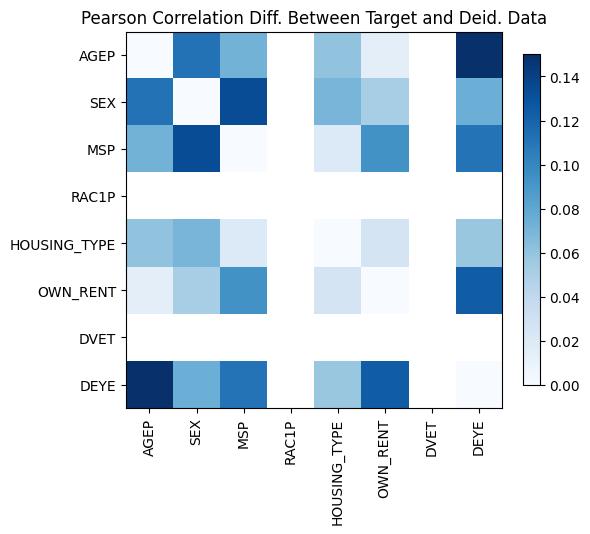 Pearson Correlation Diff. Between Target and Deid. Data
AGEP
SEX
MSP
RAC1P
HOUSING_TYPE
OWN_RENT
DVET
DEYE
AGEP
SEX
MSP
RAC1P
HOUSING_TYPE
OWN_RENT
DVET
DEYE
0.14
0.12
0.10
0.08
0.06
0.04
0.02
0.00